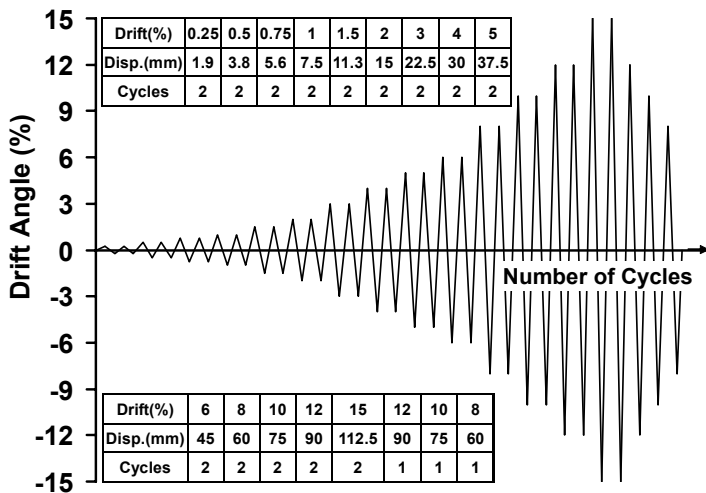 Drift(%) 0.25 0.5 0.75 1 1.5 2 3 4 5
Disp.(mm) 1.9 3.8 5.6 7.5 11.3 15 22.5 30 37.5
Cycles 2 2 2 2 2 2 2 2 2
15
12
9
6
3
0
-3
-6
-9
-12
-15
Drift Angle (%)
Number of Cycles
Drift(%) 6 8 10 12 15 12 10 8
Disp.(mm) 45 60 75 90 112.5 90 75 60
Cycles 2 2 2 2 2 1 1 1